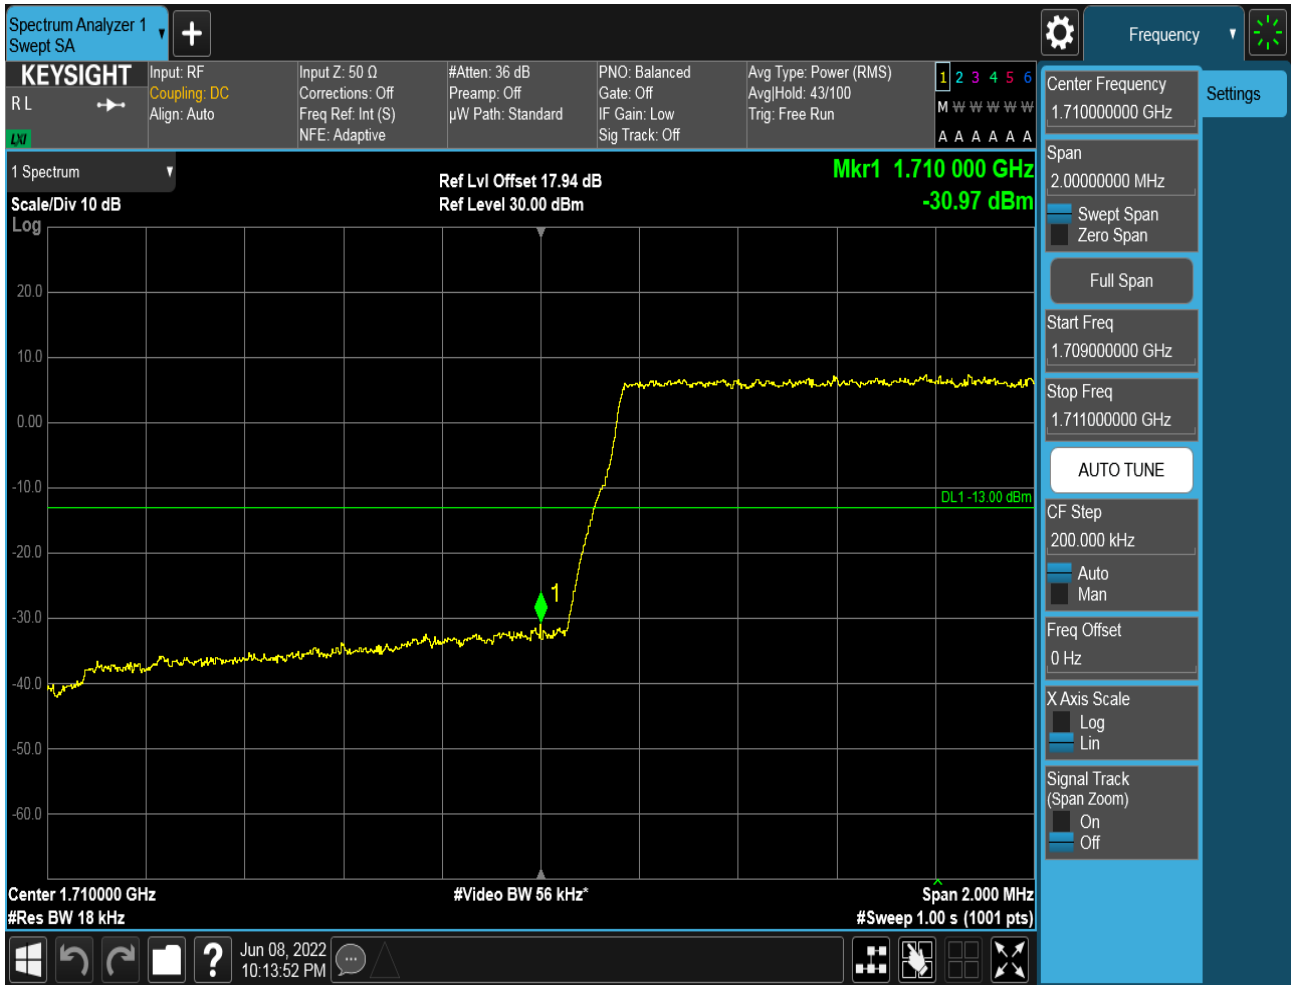 Spectrum Analyzer 1
Swept SA
Frequency
KEYSIGHT
R L
LXI
Input: RF
Coupling: DC
Align: Auto
Input Z: 50 Ω
Corrections: Off
Freq Ref: Int (S)
NFE: Adaptive
#Atten: 36 dB
Preamp: Off
µW Path: Standard
PNO: Balanced
Gate: Off
IF Gain: Low
Sig Track: Off
Avg Type: Power (RMS)
Avg|Hold: 43/100
Trig: Free Run
1 2 3 4 5 6
M W W W W W
A A A A A A
1 Spectrum
Scale/Div 10 dB
Log
Ref Lvl Offset 17.94 dB
Ref Level 30.00 dBm
Mkr1 1.710 000 GHz
-30.97 dBm
20.0
10.0
0.00
-10.0
-20.0
-30.0
-40.0
-50.0
-60.0
DL1 -13.00 dBm
1
Center 1.710000 GHz
#Res BW 18 kHz
#Video BW 56 kHz*
Span 2.000 MHz
#Sweep 1.00 s (1001 pts)
Jun 08, 2022
10:13:52 PM
Center Frequency
1.710000000 GHz
Settings
Span
2.00000000 MHz
Swept Span
Zero Span
Full Span
Start Freq
1.709000000 GHz
Stop Freq
1.711000000 GHz
AUTO TUNE
CF Step
200.000 kHz
Auto
Man
Freq Offset
0 Hz
X Axis Scale
Log
Lin
Signal Track
(Span Zoom)
On
Off